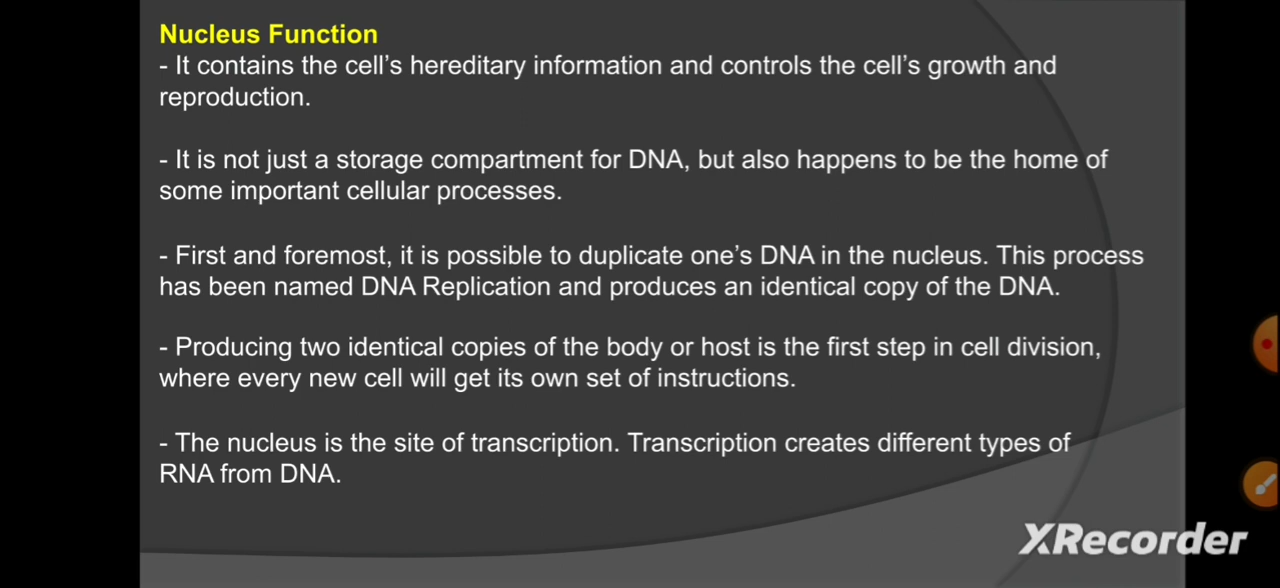 Nucleus Function
- It contains the cell’s hereditary information and controls the cell’s growth and
reproduction.
- It is not just a storage compartment for DNA, but also happens to be the home of
some important cellular processes.
- First and foremost, it is possible to duplicate one’s DNA in the nucleus. This process
has been named DNA Replication and produces an identical copy of the DNA.
- Producing two identical copies of the body or host is the first step in cell division,
where every new cell will get its own set of instructions.
- The nucleus is the site of transcription. Transcription creates different types of
RNA from DNA.
XRecorder